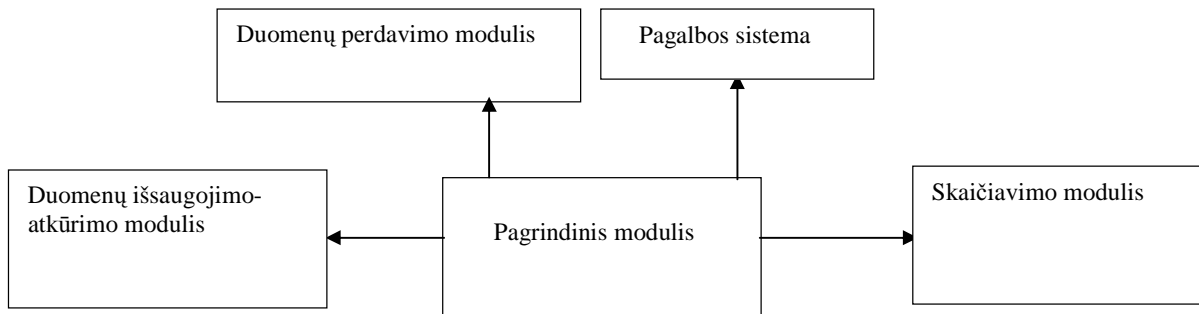 Duomenų perdavimo modulis
Pagalbos sistema
Duomenų išsaugojimo-
atkūrimo modulis
Pagrindinis modulis
Skaičiavimo modulis